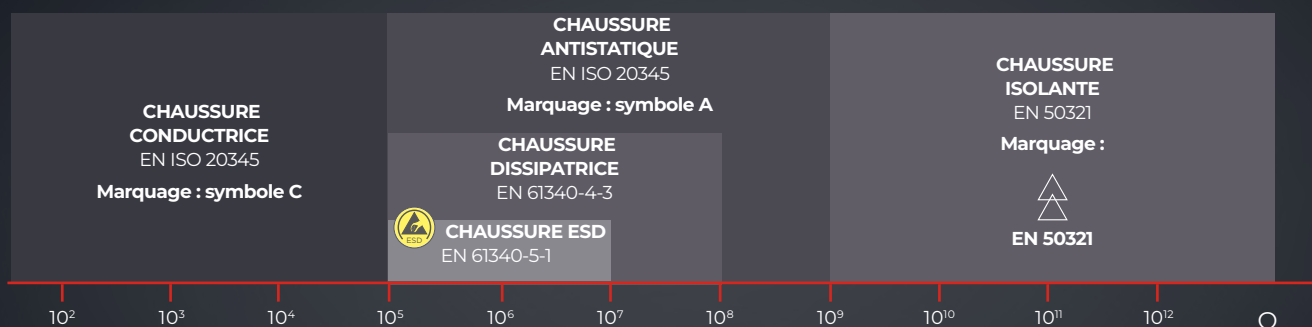 CHAUSSURE
CONDUCTRICE
EN ISO 20345
Marquage : symbole C
CHAUSSURE
ANTISTATIQUE
EN ISO 20345
Marquage : symbole A
CHAUSSURE
DISSIPATRICE
EN 61340-4-3
ESD
CHAUSSURE ESD
EN 61340-5-1
CHAUSSURE
ISOLANTE
EN 50321
Marquage :
EN 50321
10² 10³ 10⁴ 10⁵ 10⁶ 10⁷ 10⁸ 10⁹ 10¹⁰ 10¹¹ 10¹²